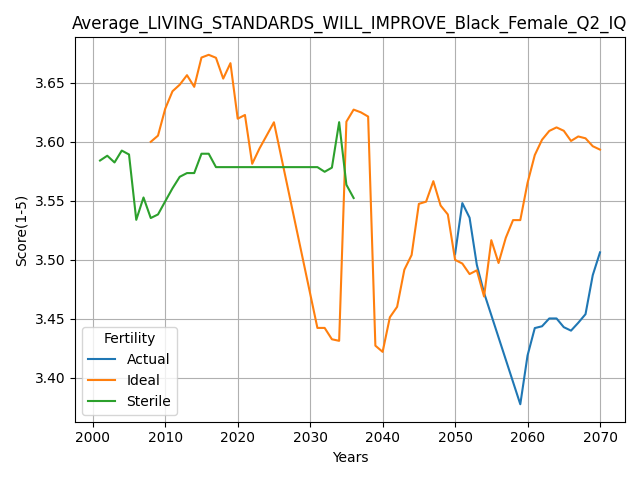 Average_LIVING_STANDARDS_WILL_IMPROVE_Black_Female_Q2_IQ
Score(1-5)
3.65
3.60
3.55
3.50
3.45
3.40
Fertility
Actual
Ideal
Sterile
2000 2010 2020 2030 2040 2050 2060 2070
Years